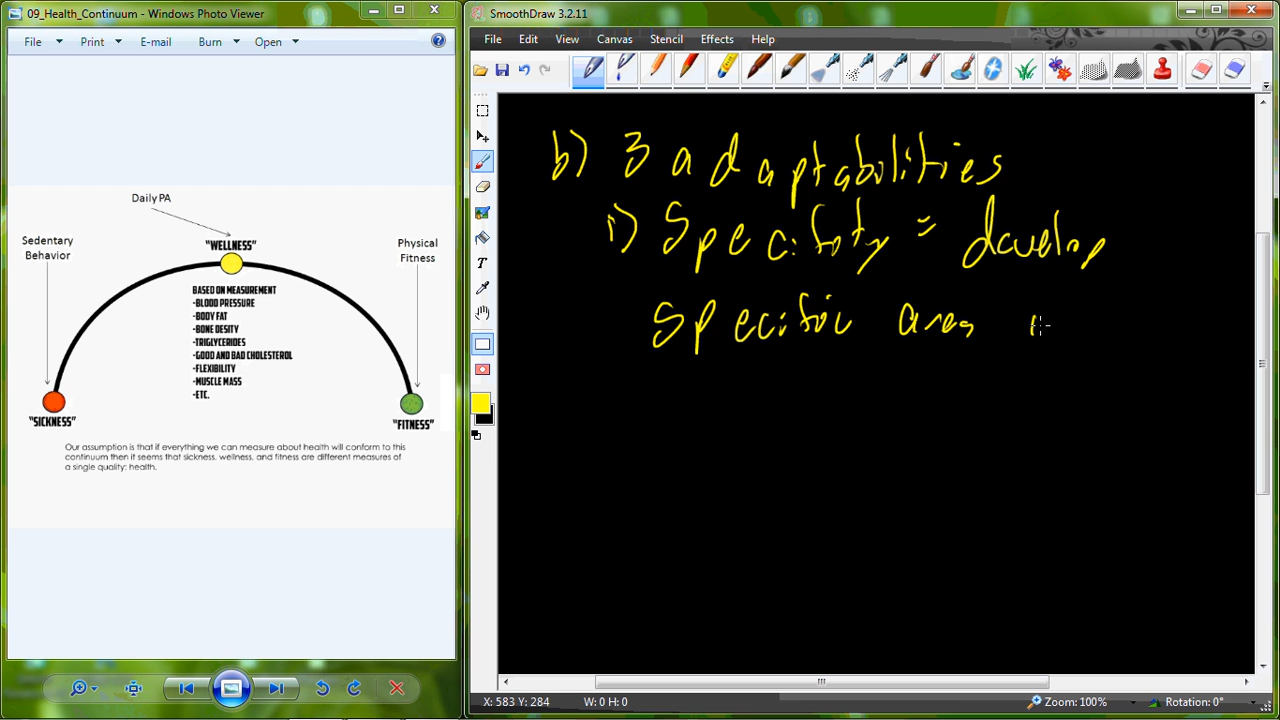 09_Health_Continuum - Windows Photo Viewer
File Print E-mail Burn Open
Daily PA
Sedentary
Behavior
Physical
Fitness
"WELLNESS"
BASED ON MEASUREMENT
-BLOOD PRESSURE
-BODY FAT
-BONE DESITY
-TRIGLYCERIDES
-GOOD AND BAD CHOLESTEROL
-FLEXIBILITY
-MUSCLE MASS
-ETC.
"SICKNESS"
"FITNESS"
Our assumption is that if everything we can measure about health will conform to this
continuum then it seems that sickness, wellness, and fitness are different measures of
a single quality: health.
SmoothDraw 3.2.11
File Edit View Canvas Stencil Effects Help
b) 3 adaptabilities
1) Specifity = develop
specific area
X: 583 Y: 284 W: 0 H: 0 Zoom: 100% Rotation: 0°